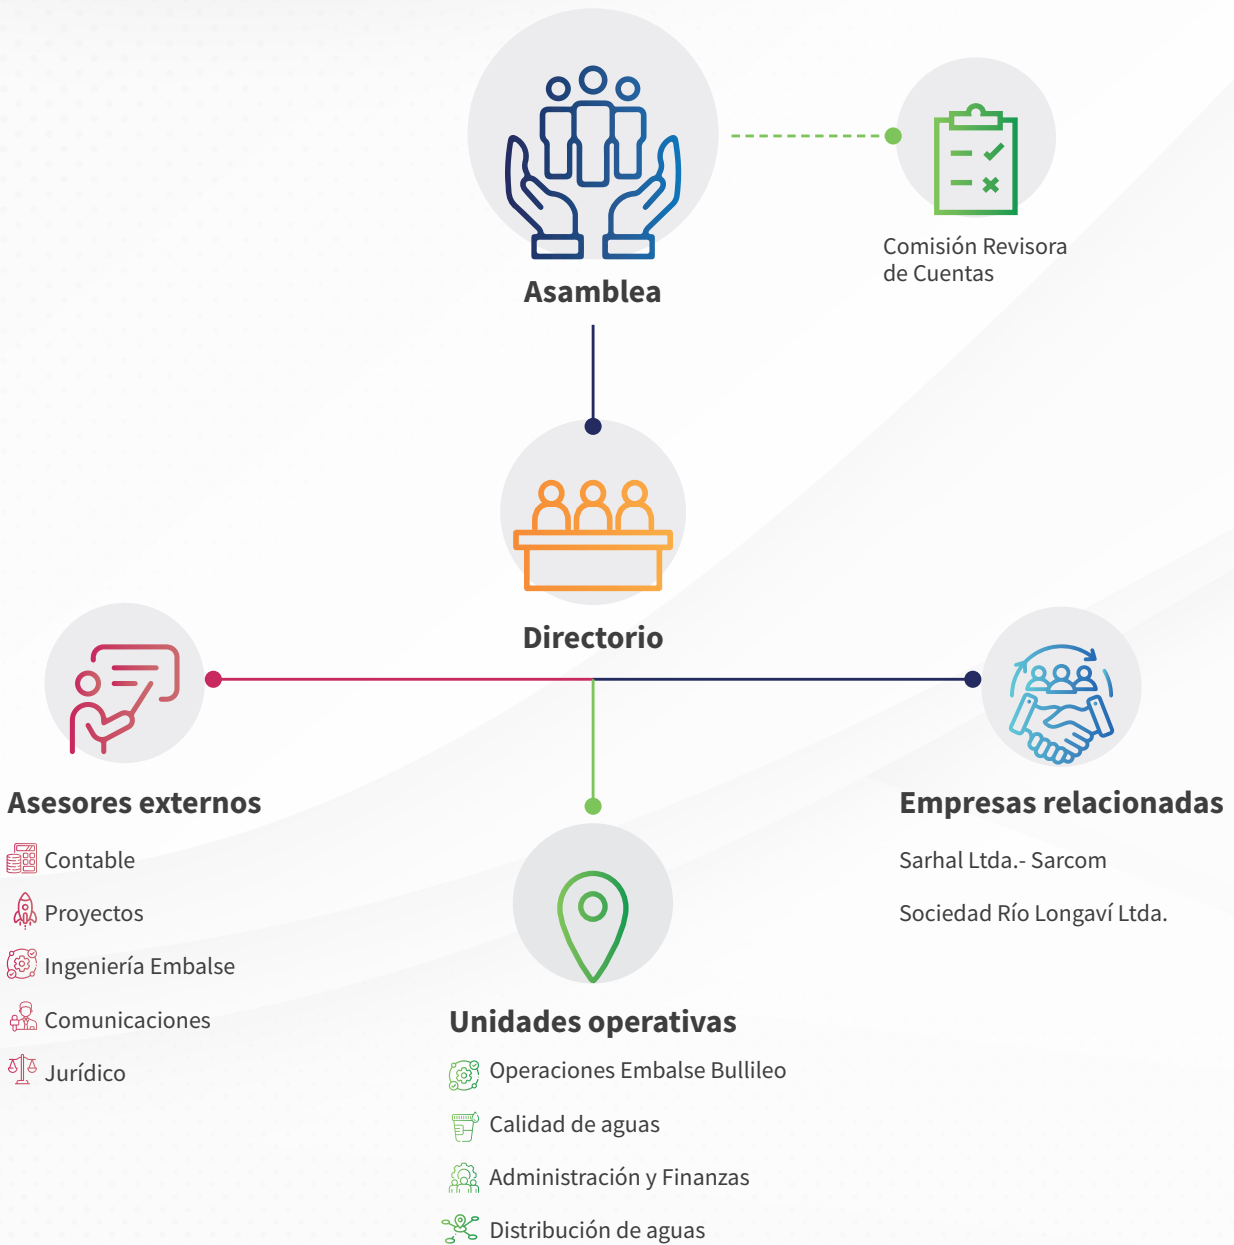 Comisión Revisora
de Cuentas
Asamblea
Directorio
Asesores externos
Contable
Proyectos
Ingeniería Embalse
Comunicaciones
Jurídico
Unidades operativas
Operaciones Embalse Bullileo
Calidad de aguas
Administración y Finanzas
Distribución de aguas
Empresas relacionadas
Sarhal Ltda.- Sarcom
Sociedad Río Longaví Ltda.